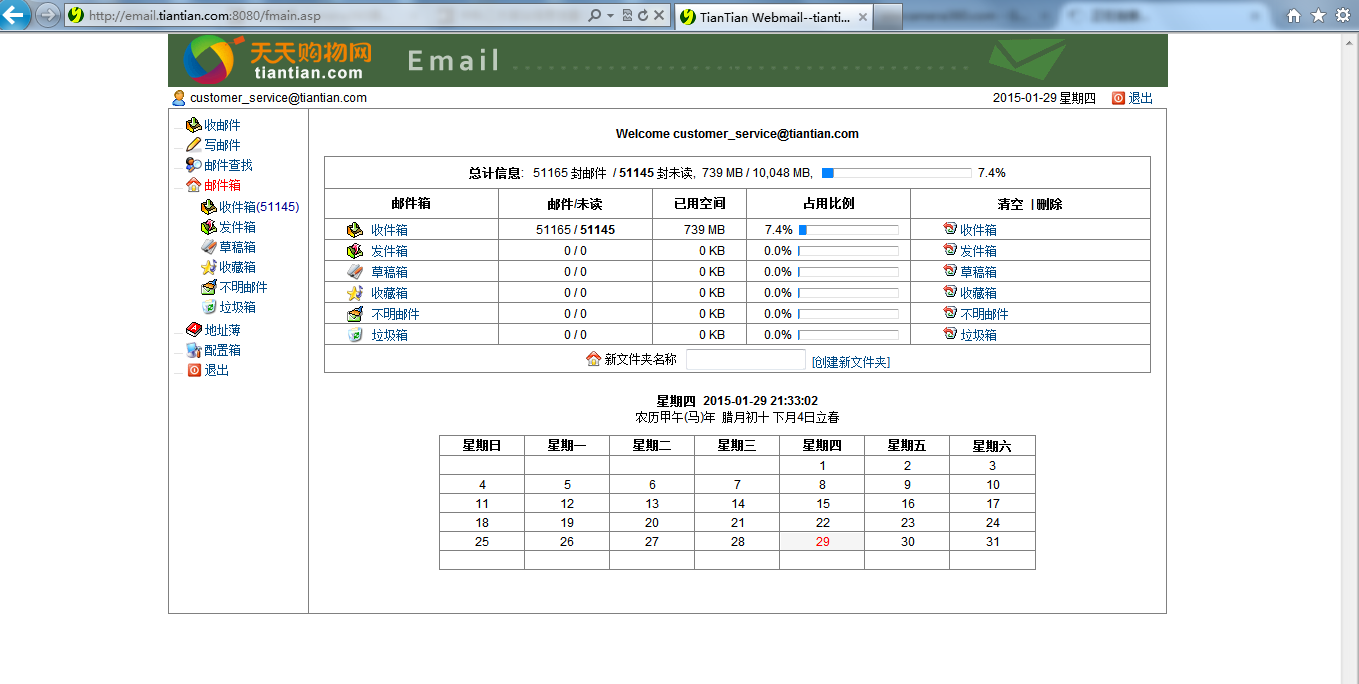 http://email.tiantian.com:8080/fmain.asp
TianTian Webmail--tianti...
天天购物网
tiantian.com
Email
customer_service@tiantian.com
2015-01-29 星期四 退出
收邮件
写邮件
邮件查找
邮件箱
收件箱(51145)
发件箱
草稿箱
收藏箱
不明邮件
垃圾箱
地址薄
配置箱
退出
Welcome customer_service@tiantian.com
总计信息: 51165 封邮件 / 51145 封未读, 739 MB / 10,048 MB, 7.4%
邮件箱 邮件/未读 已用空间 占用比例 清空 | 删除
收件箱 51165 / 51145 739 MB 7.4% 收件箱
发件箱 0 / 0 0 KB 0.0% 发件箱
草稿箱 0 / 0 0 KB 0.0% 草稿箱
收藏箱 0 / 0 0 KB 0.0% 收藏箱
不明邮件 0 / 0 0 KB 0.0% 不明邮件
垃圾箱 0 / 0 0 KB 0.0% 垃圾箱
新文件夹名称 [创建新文件夹]
星期四 2015-01-29 21:33:02
农历甲午(马)年 腊月初十 下月4日立春
星期日 星期一 星期二 星期三 星期四 星期五 星期六
1 2 3
4 5 6 7 8 9 10
11 12 13 14 15 16 17
18 19 20 21 22 23 24
25 26 27 28 29 30 31